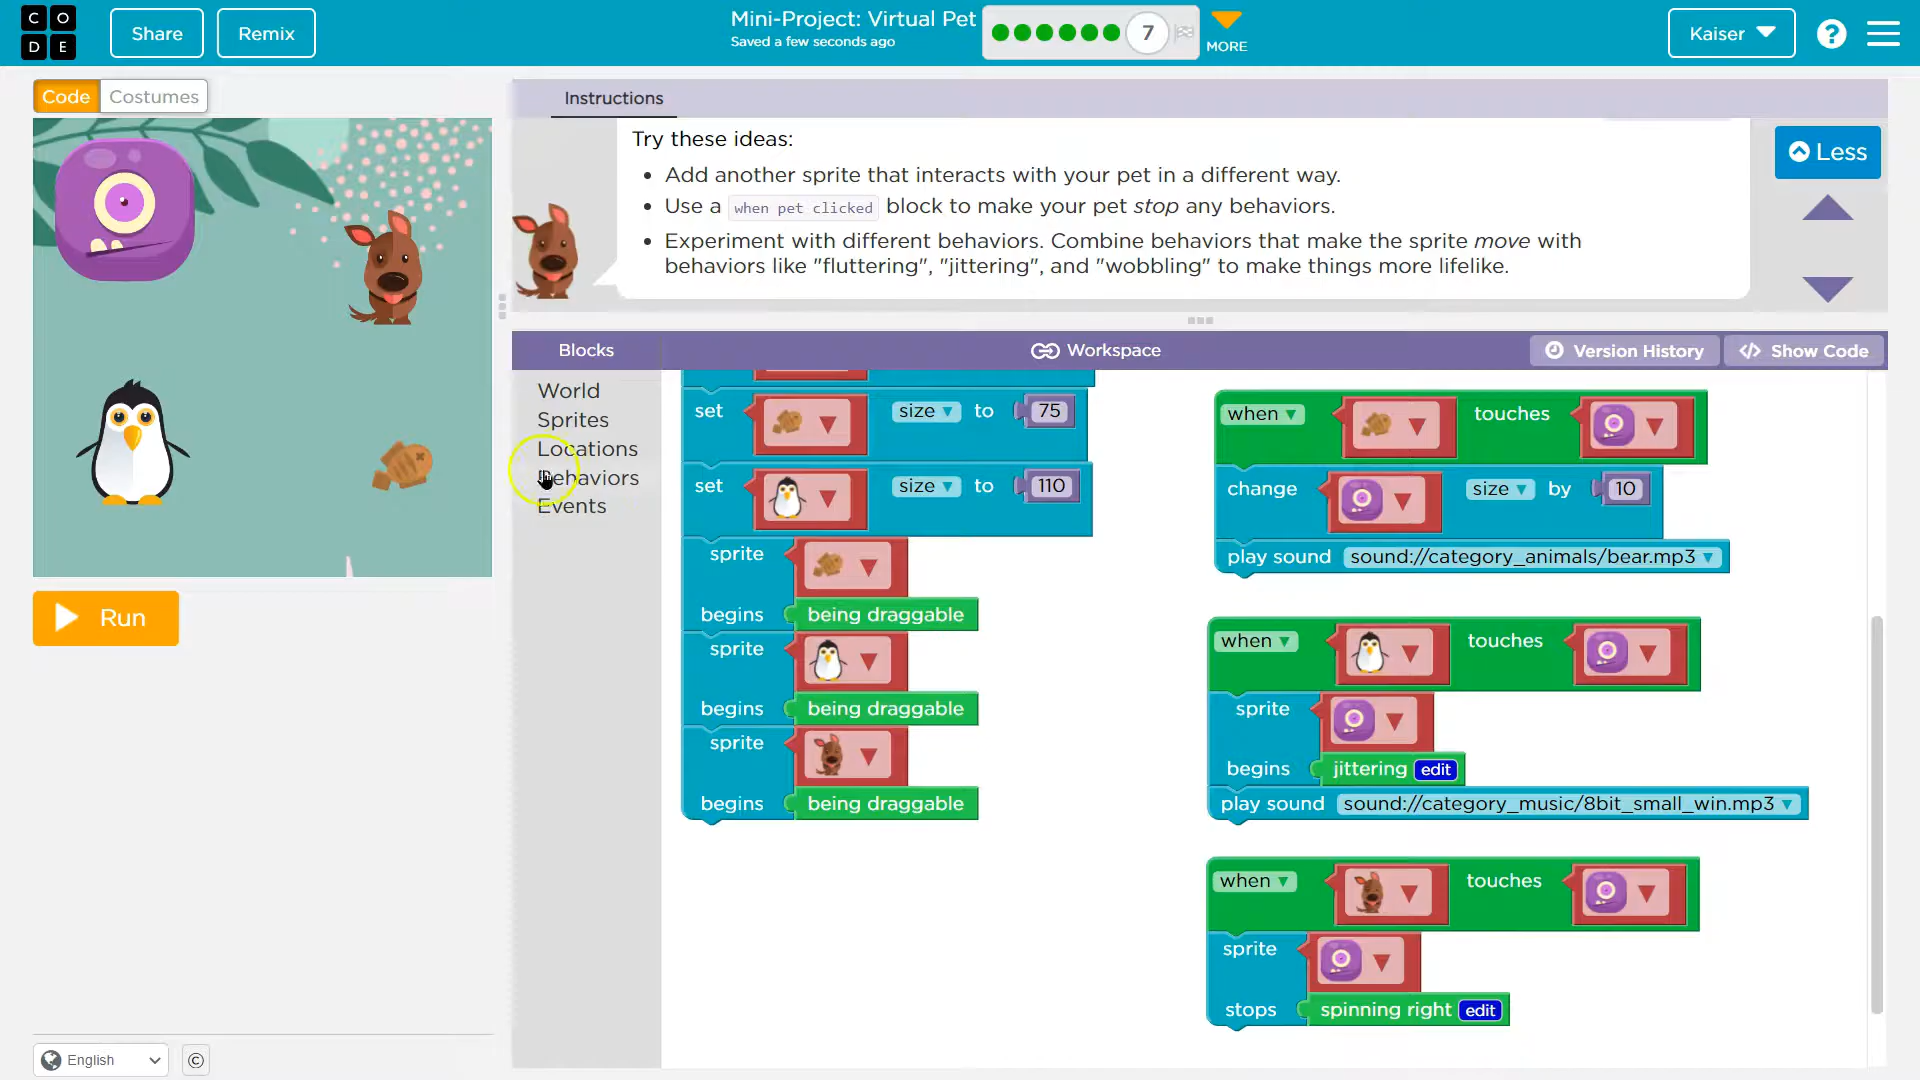 CO
DE
Share
Remix
Mini-Project: Virtual Pet
Saved a few seconds ago
7
MORE
Kaiser
?
Code
Costumes
Instructions
Try these ideas:
Add another sprite that interacts with your pet in a different way.
Use a when pet clicked block to make your pet stop any behaviors.
Experiment with different behaviors. Combine behaviors that make the sprite move with
behaviors like "fluttering", "jittering", and "wobbling" to make things more lifelike.
Less
Blocks
Workspace
Version History
Show Code
World
Sprites
Locations
Behaviors
Events
set size to 75
set size to 110
sprite
begins being draggable
sprite
begins being draggable
sprite
begins being draggable
when touches
change size by 10
play sound sound://category_animals/bear.mp3
when touches
sprite
begins jittering edit
play sound sound://category_music/8bit_small_win.mp3
when touches
sprite
stops spinning right edit
Run
English
©